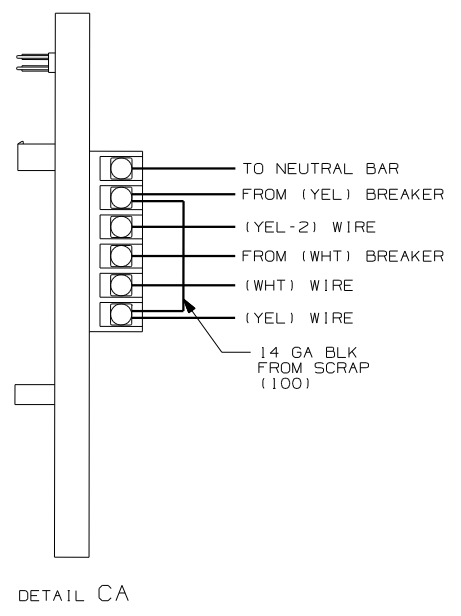 TO NEUTRAL BAR
FROM (YEL) BREAKER
(YEL-2) WIRE
FROM (WHT) BREAKER
(WHT) WIRE
(YEL) WIRE
14 GA BLK
FROM SCRAP
(100)
DETAIL CA